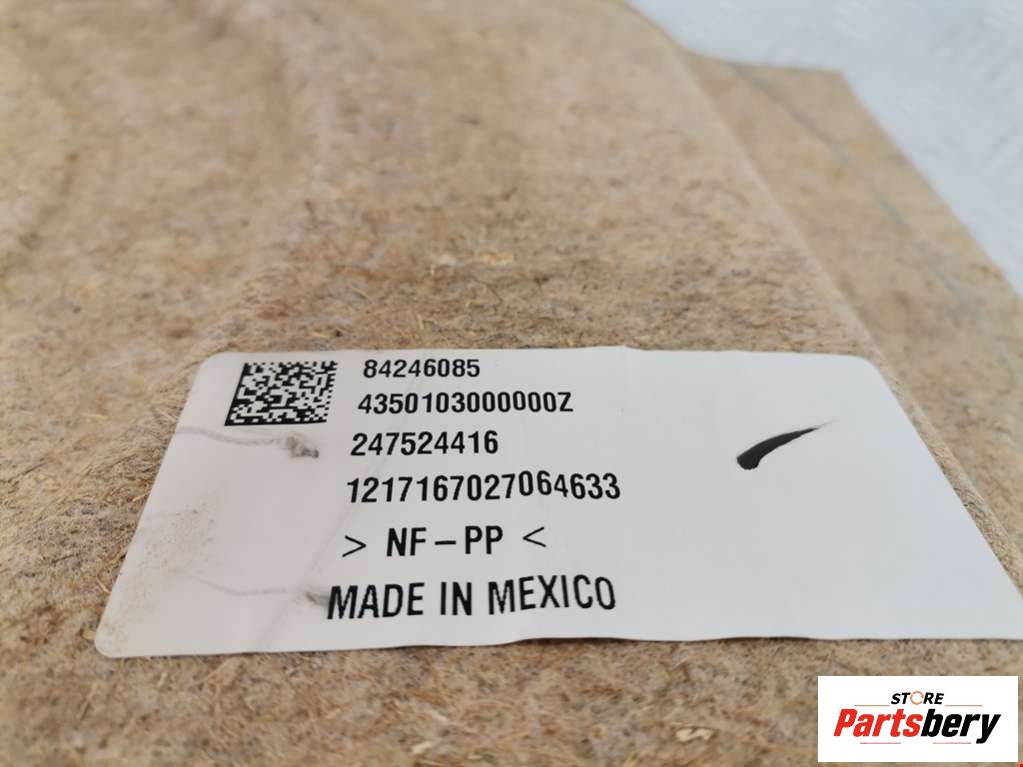 84246085
4350103000000Z
247524416
1217167027064633
> NF-PP <
MADE IN MEXICO
STORE
Partsbery